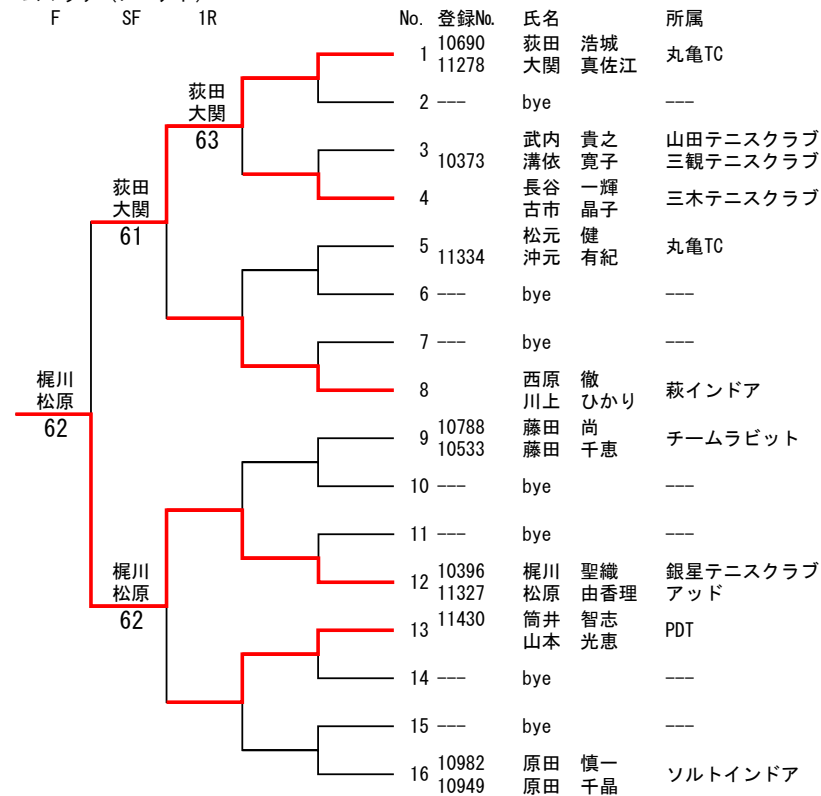 F SF 1R No. 登録No. 氏名 所属
1 10690 荻田 浩城 丸亀TC
11278 大関 真佐江
2 --- bye ---
3 武内 貴之 山田テニスクラブ
10373 溝依 寛子 三観テニスクラブ
4 長谷 一輝 三木テニスクラブ
古市 晶子
5 松元 健 丸亀TC
11334 沖元 有紀
6 --- bye ---
7 --- bye ---
8 西原 徹 萩インドア
川上 ひかり
9 10788 藤田 尚 チームラビット
10533 藤田 千恵
10 --- bye ---
11 --- bye ---
12 10396 梶川 聖織 銀星テニスクラブ
11327 松原 由香理 アッド
13 11430 筒井 智志 PDT
山本 光恵
14 --- bye ---
15 --- bye ---
16 10982 原田 慎一 ソルトインドア
10949 原田 千晶
荻田
大関
63
荻田
大関
61
梶川
松原
62
梶川
松原
62